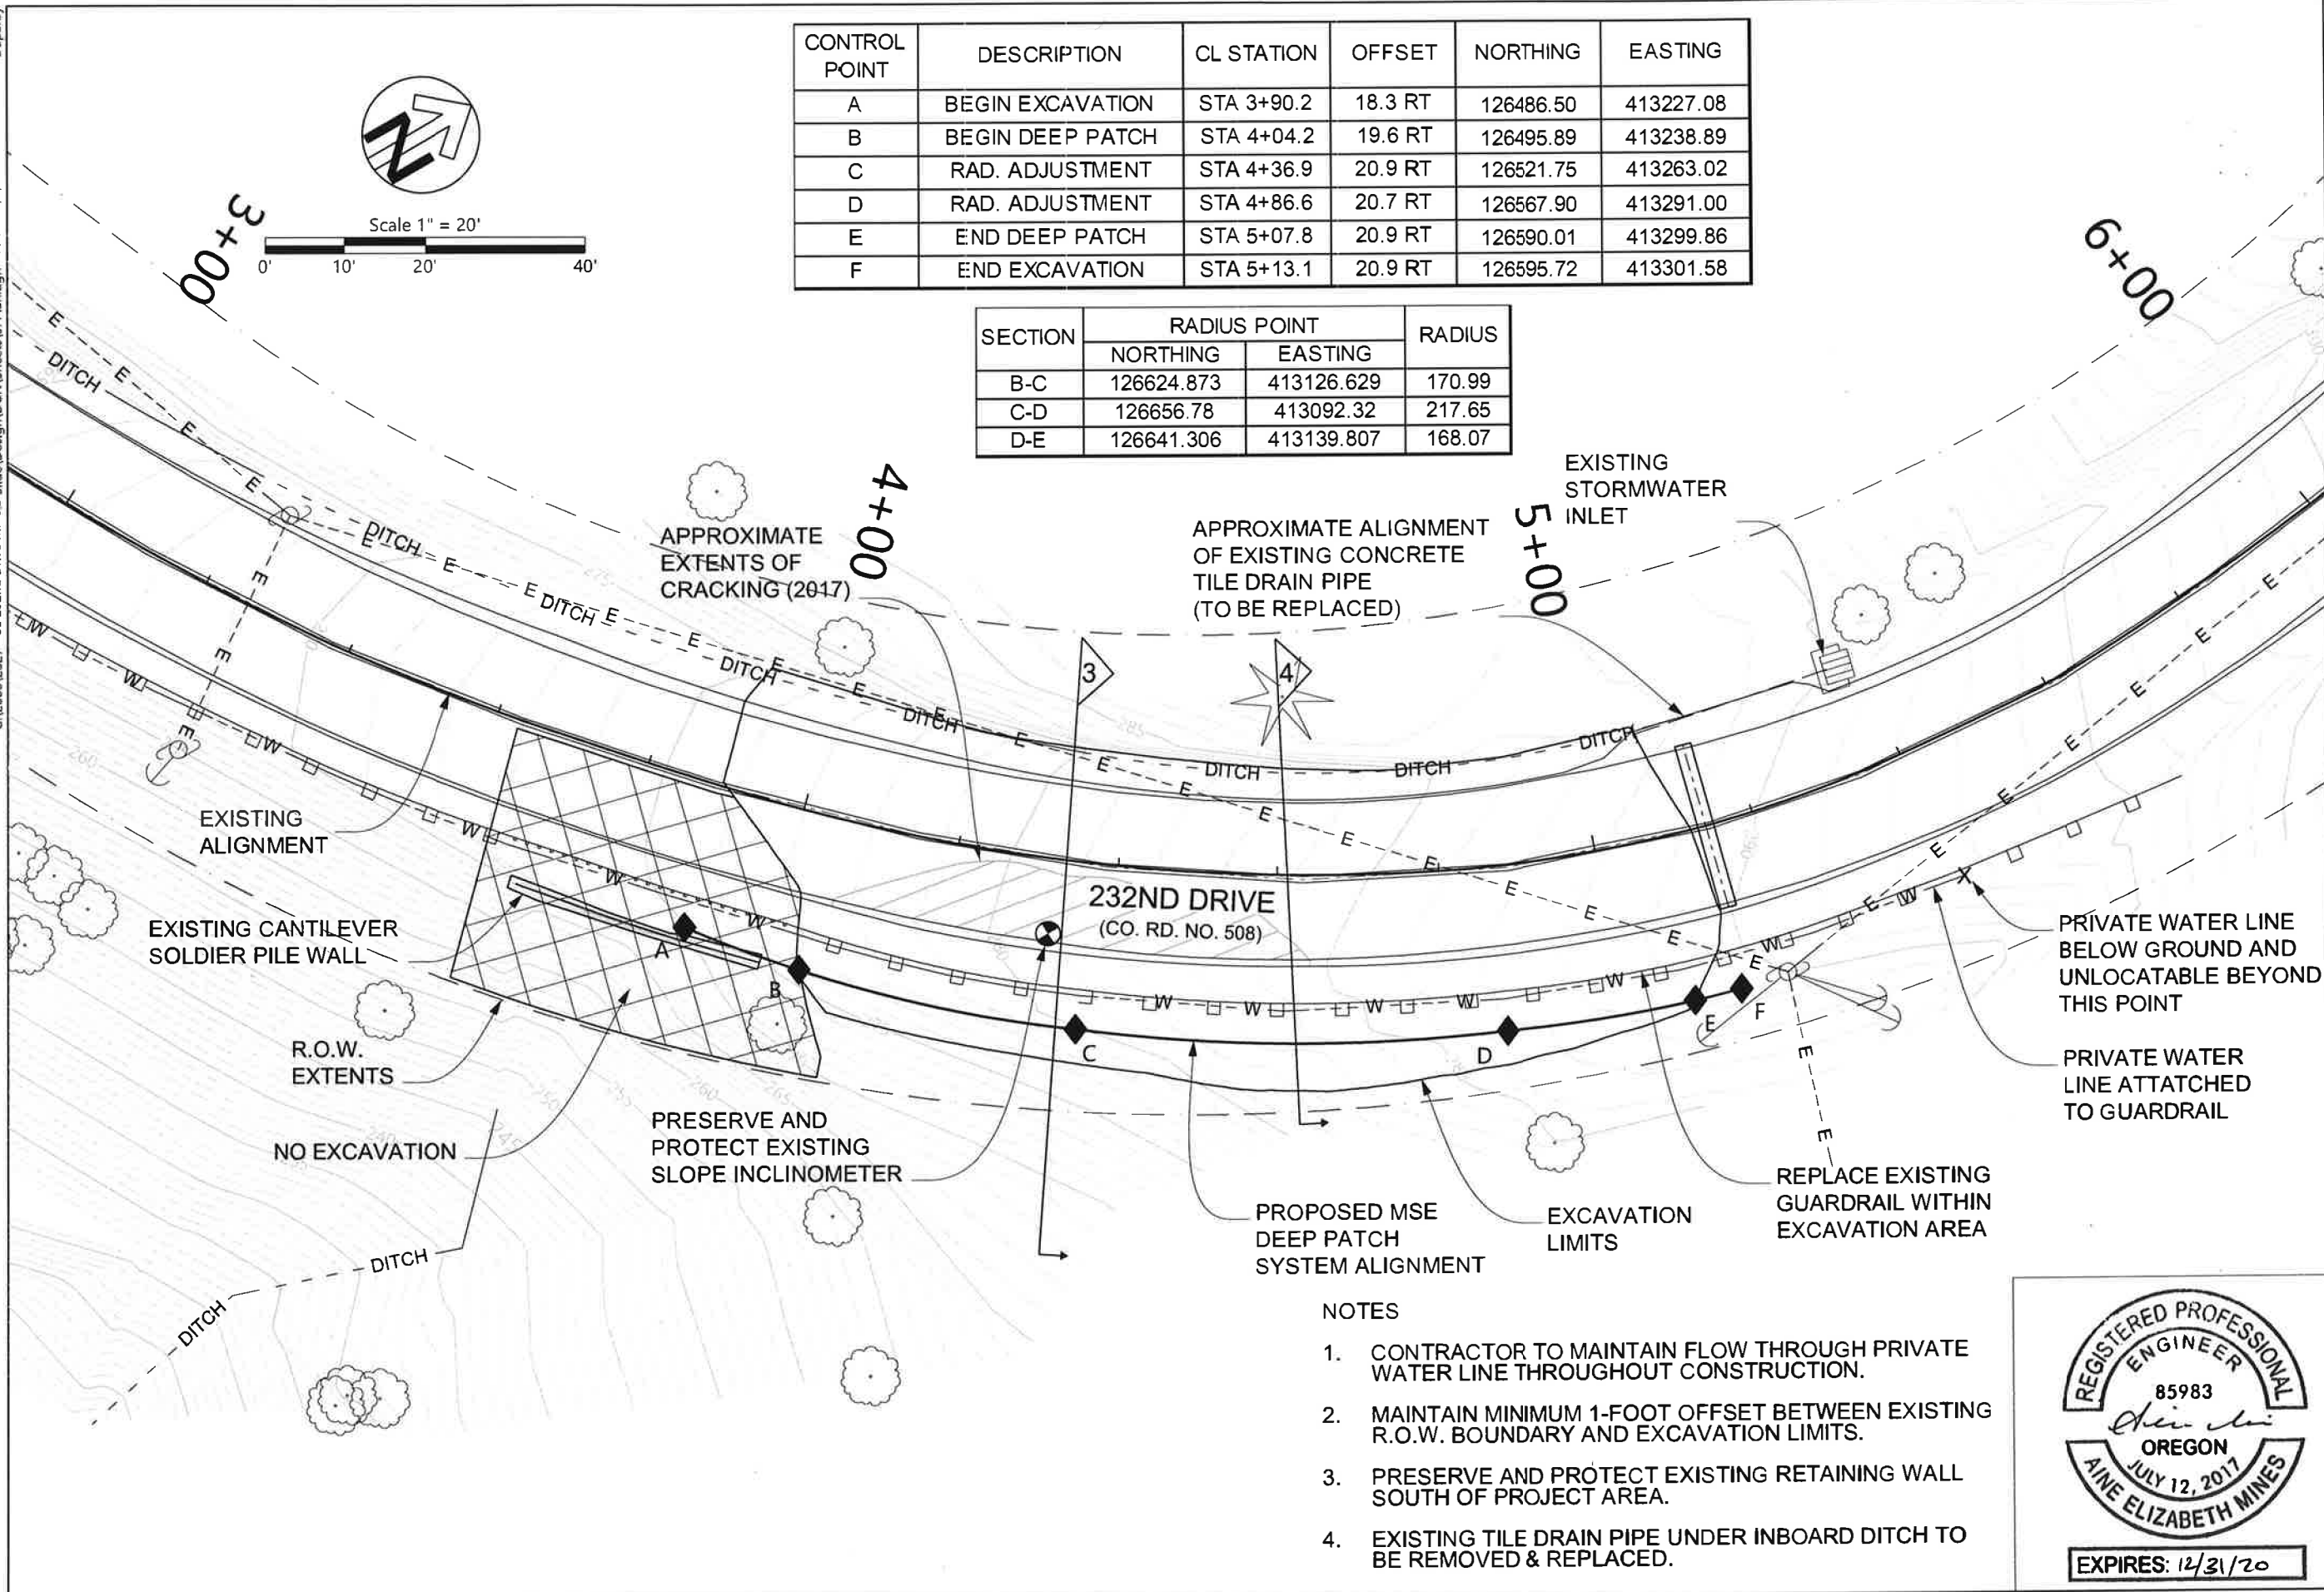 CONTROL POINT DESCRIPTION CL STATION OFFSET NORTHING EASTING
A BEGIN EXCAVATION STA 3+90.2 18.3 RT 126486.50 413227.08
B BEGIN DEEP PATCH STA 4+04.2 19.6 RT 126495.89 413238.89
C RAD. ADJUSTMENT STA 4+36.9 20.9 RT 126521.75 413263.02
D RAD. ADJUSTMENT STA 4+86.6 20.7 RT 126567.90 413291.00
E END DEEP PATCH STA 5+07.8 20.9 RT 126590.01 413299.86
F END EXCAVATION STA 5+13.1 20.9 RT 126595.72 413301.58
SECTION RADIUS POINT RADIUS
NORTHING EASTING
B-C 126624.873 413126.629 170.99
C-D 126656.78 413092.32 217.65
D-E 126641.306 413139.807 168.07
N
Scale 1" = 20'
0' 10' 20' 40'
3+00
4+00
5+00
6+00
APPROXIMATE
EXTENTS OF
CRACKING (2017)
APPROXIMATE ALIGNMENT
OF EXISTING CONCRETE
TILE DRAIN PIPE
(TO BE REPLACED)
EXISTING
STORMWATER
INLET
3
4
DITCH
DITCH
DITCH
DITCH
DITCH
DITCH
DITCH
DITCH
EXISTING
ALIGNMENT
EXISTING CANTILEVER
SOLDIER PILE WALL
R.O.W.
EXTENTS
NO EXCAVATION
232ND DRIVE
(CO. RD. NO. 508)
A
B
C
D
E
F
PRESERVE AND
PROTECT EXISTING
SLOPE INCLINOMETER
PROPOSED MSE
DEEP PATCH
SYSTEM ALIGNMENT
EXCAVATION
LIMITS
REPLACE EXISTING
GUARDRAIL WITHIN
EXCAVATION AREA
PRIVATE WATER LINE
BELOW GROUND AND
UNLOCATABLE BEYOND
THIS POINT
PRIVATE WATER
LINE ATTATCHED
TO GUARDRAIL
DITCH
DITCH
NOTES
1. CONTRACTOR TO MAINTAIN FLOW THROUGH PRIVATE
WATER LINE THROUGHOUT CONSTRUCTION.
2. MAINTAIN MINIMUM 1-FOOT OFFSET BETWEEN EXISTING
R.O.W. BOUNDARY AND EXCAVATION LIMITS.
3. PRESERVE AND PROTECT EXISTING RETAINING WALL
SOUTH OF PROJECT AREA.
4. EXISTING TILE DRAIN PIPE UNDER INBOARD DITCH TO
BE REMOVED & REPLACED.
REGISTERED PROFESSIONAL
ENGINEER
85983
OREGON
JULY 12, 2017
AINE ELIZABETH MINES
EXPIRES: 12/31/20